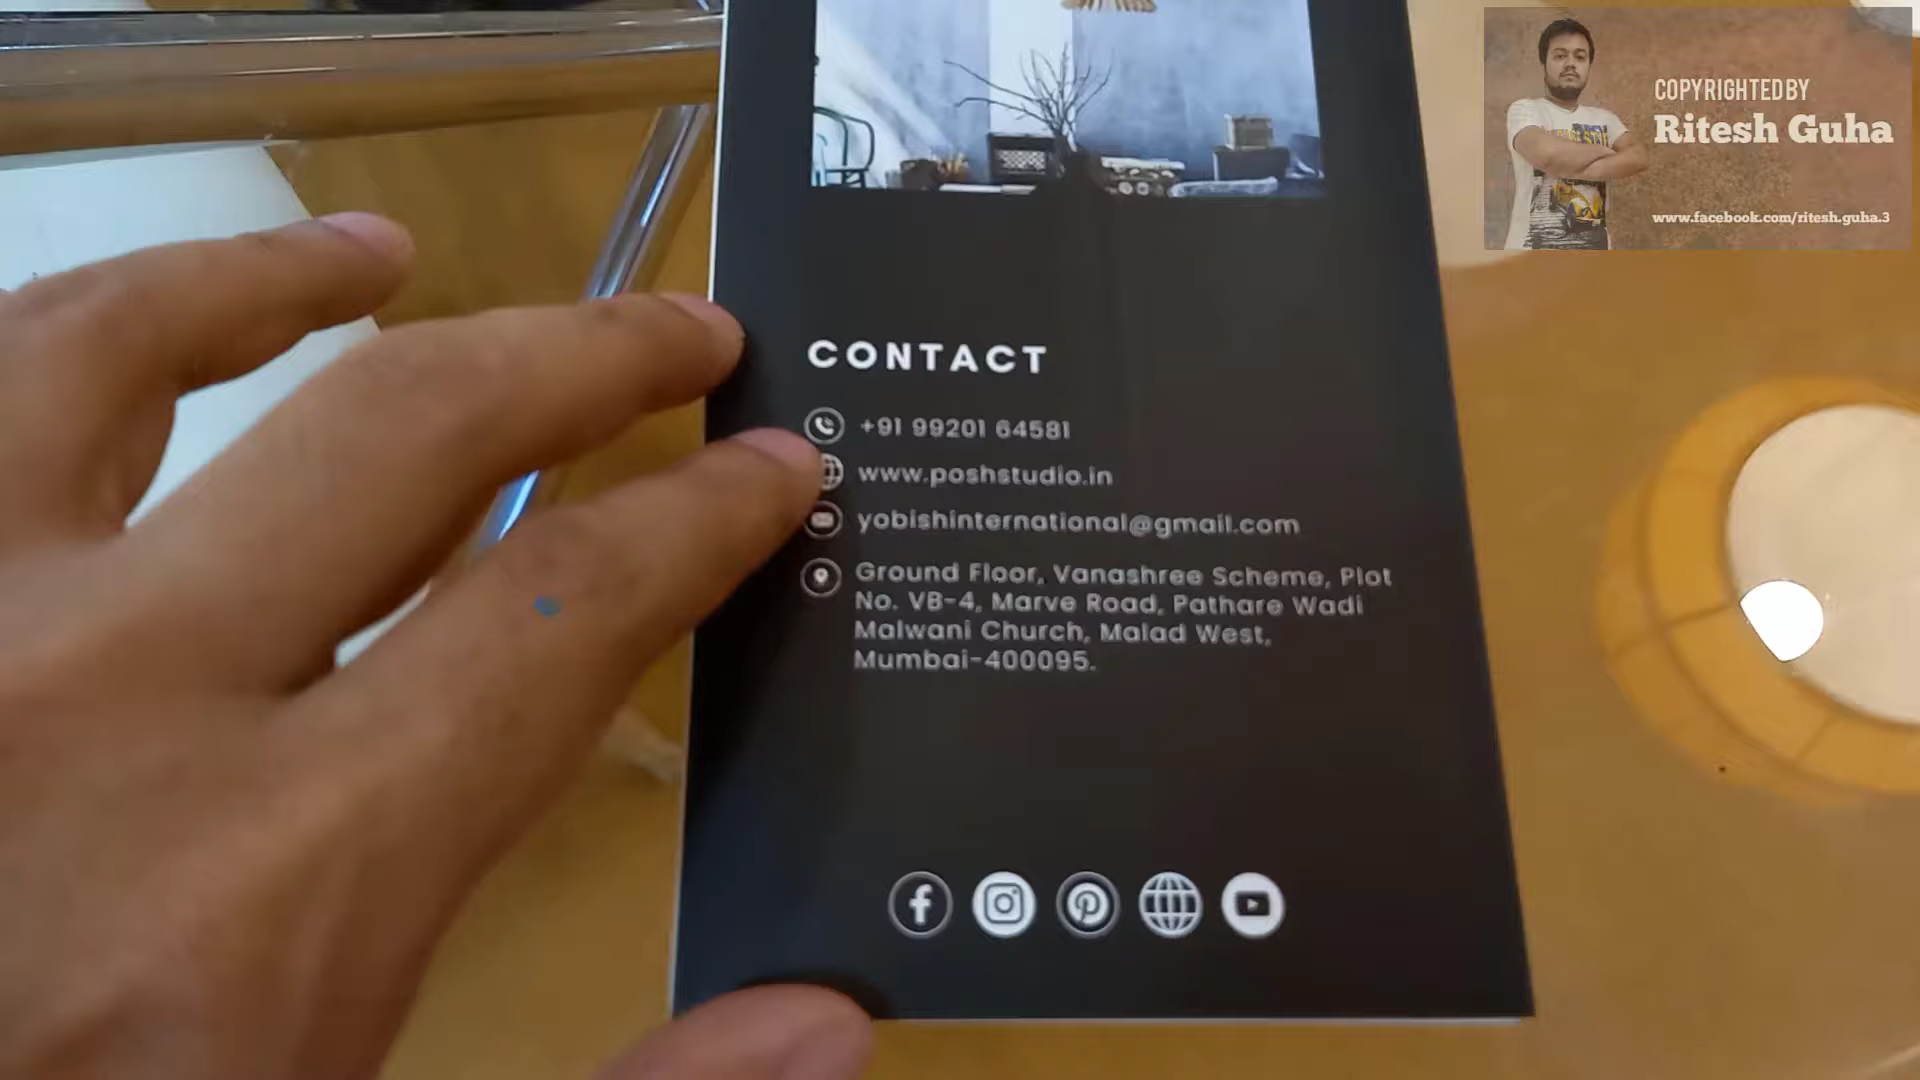 COPYRIGHTED BY
Ritesh Guha
www.facebook.com/ritesh.guha.3
CONTACT
+91 99201 64581
www.poshstudio.in
yobishinternational@gmail.com
Ground Floor, Vanashree Scheme, Plot
No. VB-4, Marve Road, Pathare Wadi
Malwani Church, Malad West,
Mumbai-400095.